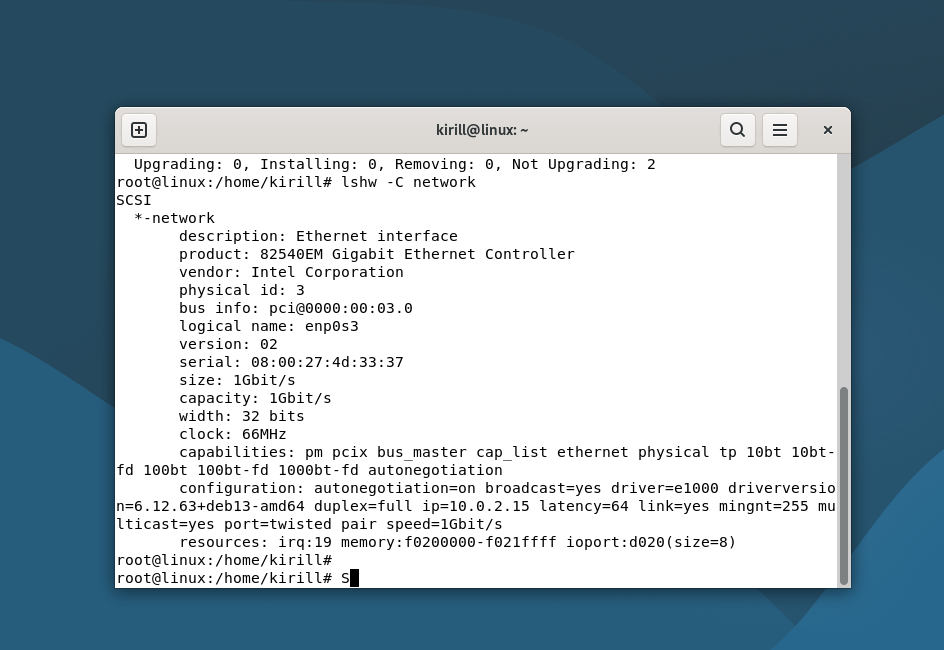 kirill@linux: ~
Upgrading: 0, Installing: 0, Removing: 0, Not Upgrading: 2
root@linux:/home/kirill# lshw -C network
SCSI
*-network
description: Ethernet interface
product: 82540EM Gigabit Ethernet Controller
vendor: Intel Corporation
physical id: 3
bus info: pci@0000:00:03.0
logical name: enp0s3
version: 02
serial: 08:00:27:4d:33:37
size: 1Gbit/s
capacity: 1Gbit/s
width: 32 bits
clock: 66MHz
capabilities: pm pcix bus_master cap_list ethernet physical tp 10bt 10bt-
fd 100bt 100bt-fd 1000bt-fd autonegotiation
configuration: autonegotiation=on broadcast=yes driver=e1000 driverversio
n=6.12.63+deb13-amd64 duplex=full ip=10.0.2.15 latency=64 link=yes mingnt=255 mu
lticast=yes port=twisted pair speed=1Gbit/s
resources: irq:19 memory:f0200000-f021ffff ioport:d020(size=8)
root@linux:/home/kirill#
root@linux:/home/kirill# S